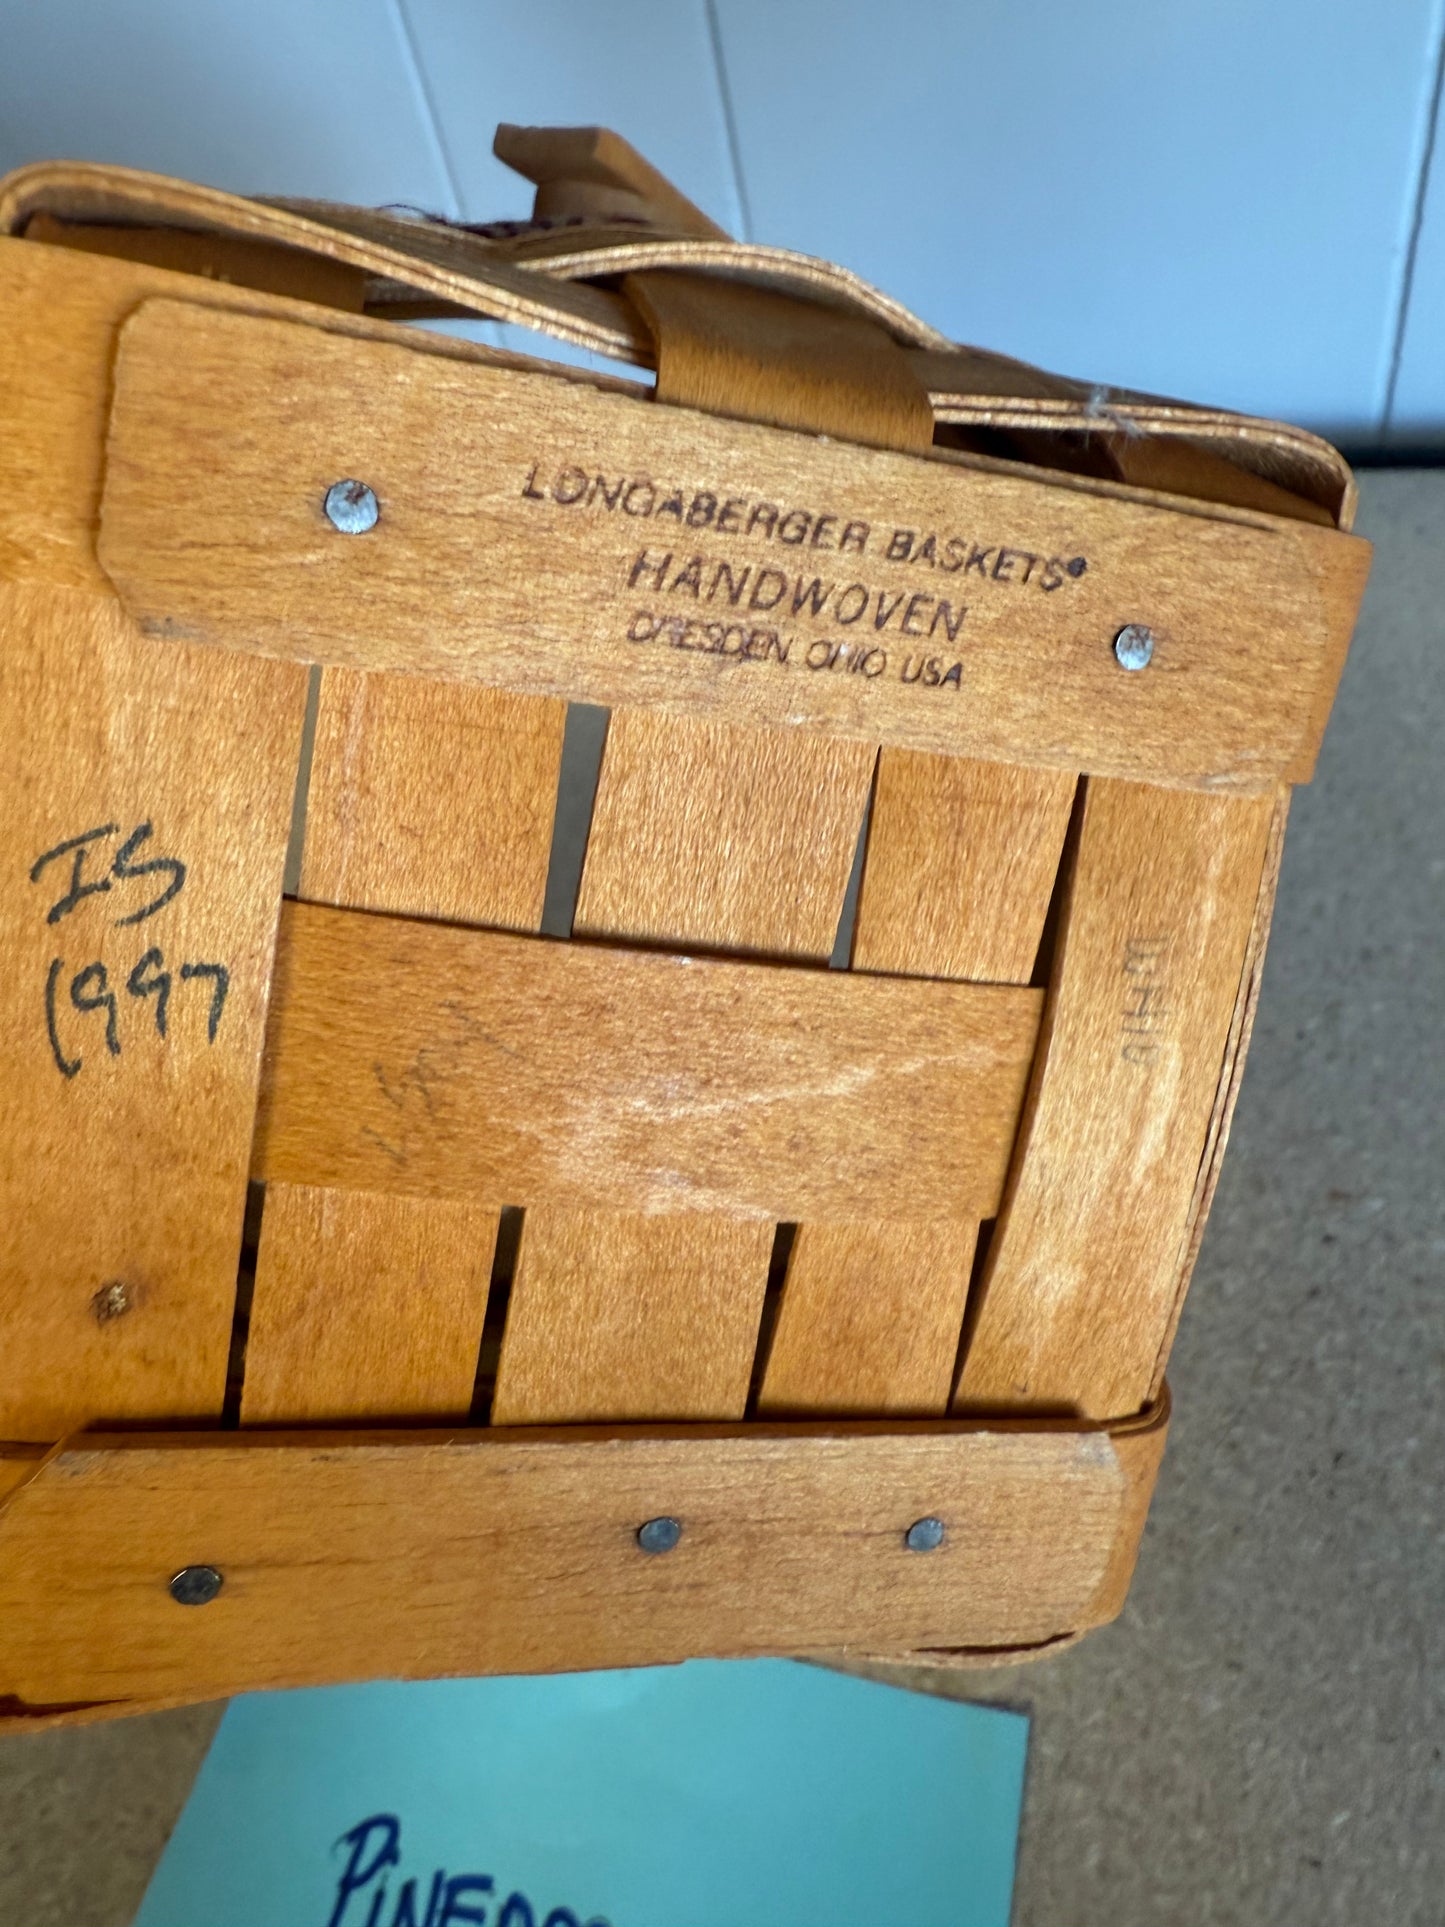 LONGABERGER BASKETS®
HANDWOVEN
DRESDEN, OHIO USA
IS
1997